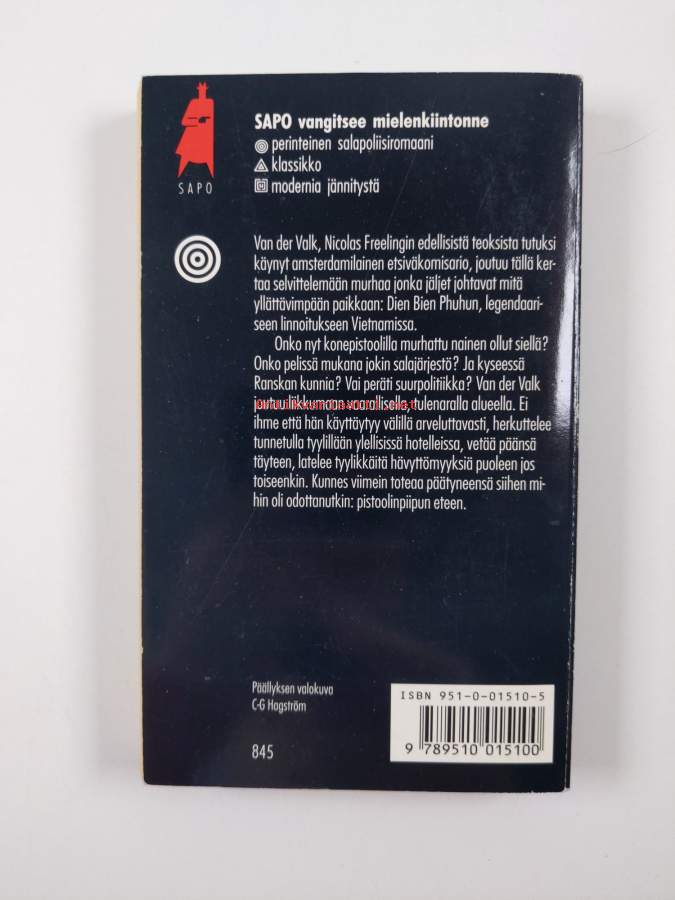 SAPO vangitsee mielenkiintonne
perinteinen salapoliisiromaani
klassikko
modernia jännitystä
SAPO
Van der Valk, Nicolas Freelingin edellisistä teoksista tutuksi
käynyt amsterdamilainen etsiväkomisario, joutuu tällä ker-
taa selvittelemään murhaa jonka jäljet johtavat mitä
yllättävimpään paikkaan: Dien Bien Phuhun, legendaari-
seen linnoitukseen Vietnamissa.
Onko nyt konepistoolilla murhattu nainen ollut siellä?
Onko pelissä mukana jokin salajärjestö? Ja kyseessä
Ranskan kunnia? Vai peräti suurpolitiikka? Van der Valk
joutuu liikkumaan vaarallisella, tulenaralla alueella. Ei
ihme että hän käyttäytyy välillä arveluttavasti, herkuttelee
tunnetulla tyylillään ylellisissä hotelleissa, vetää päänsä
täyteen, latelee tyylikkäitä hävyttömyyksiä puoleen jos
toiseenkin. Kunnes viimein toteaa päätyneensä siihen mi-
hin oli odottanutkin: pistoolinpiipun eteen.
Päällyksen valokuva
C-G Hagström
845
ISBN 951-0-01510-5
9 789510 015100